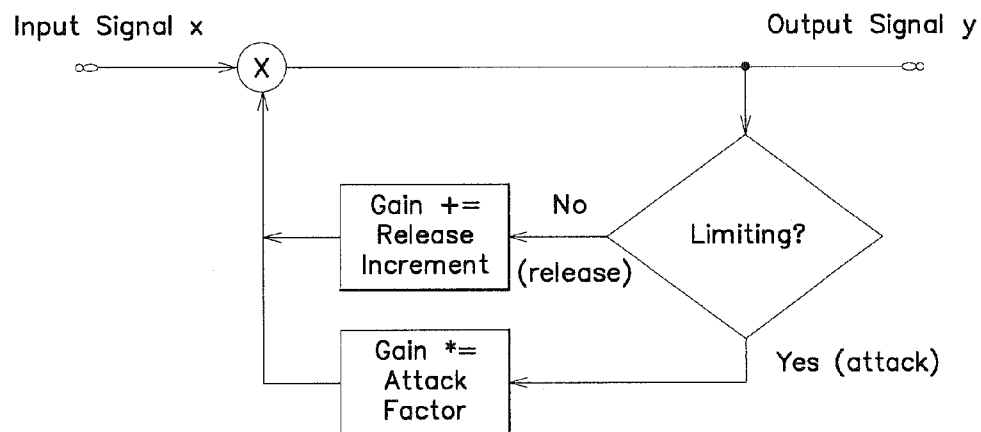 Input Signal x
Output Signal y
X
Gain +=
Release
Increment
No
(release)
Limiting?
Gain *=
Attack
Factor
Yes (attack)